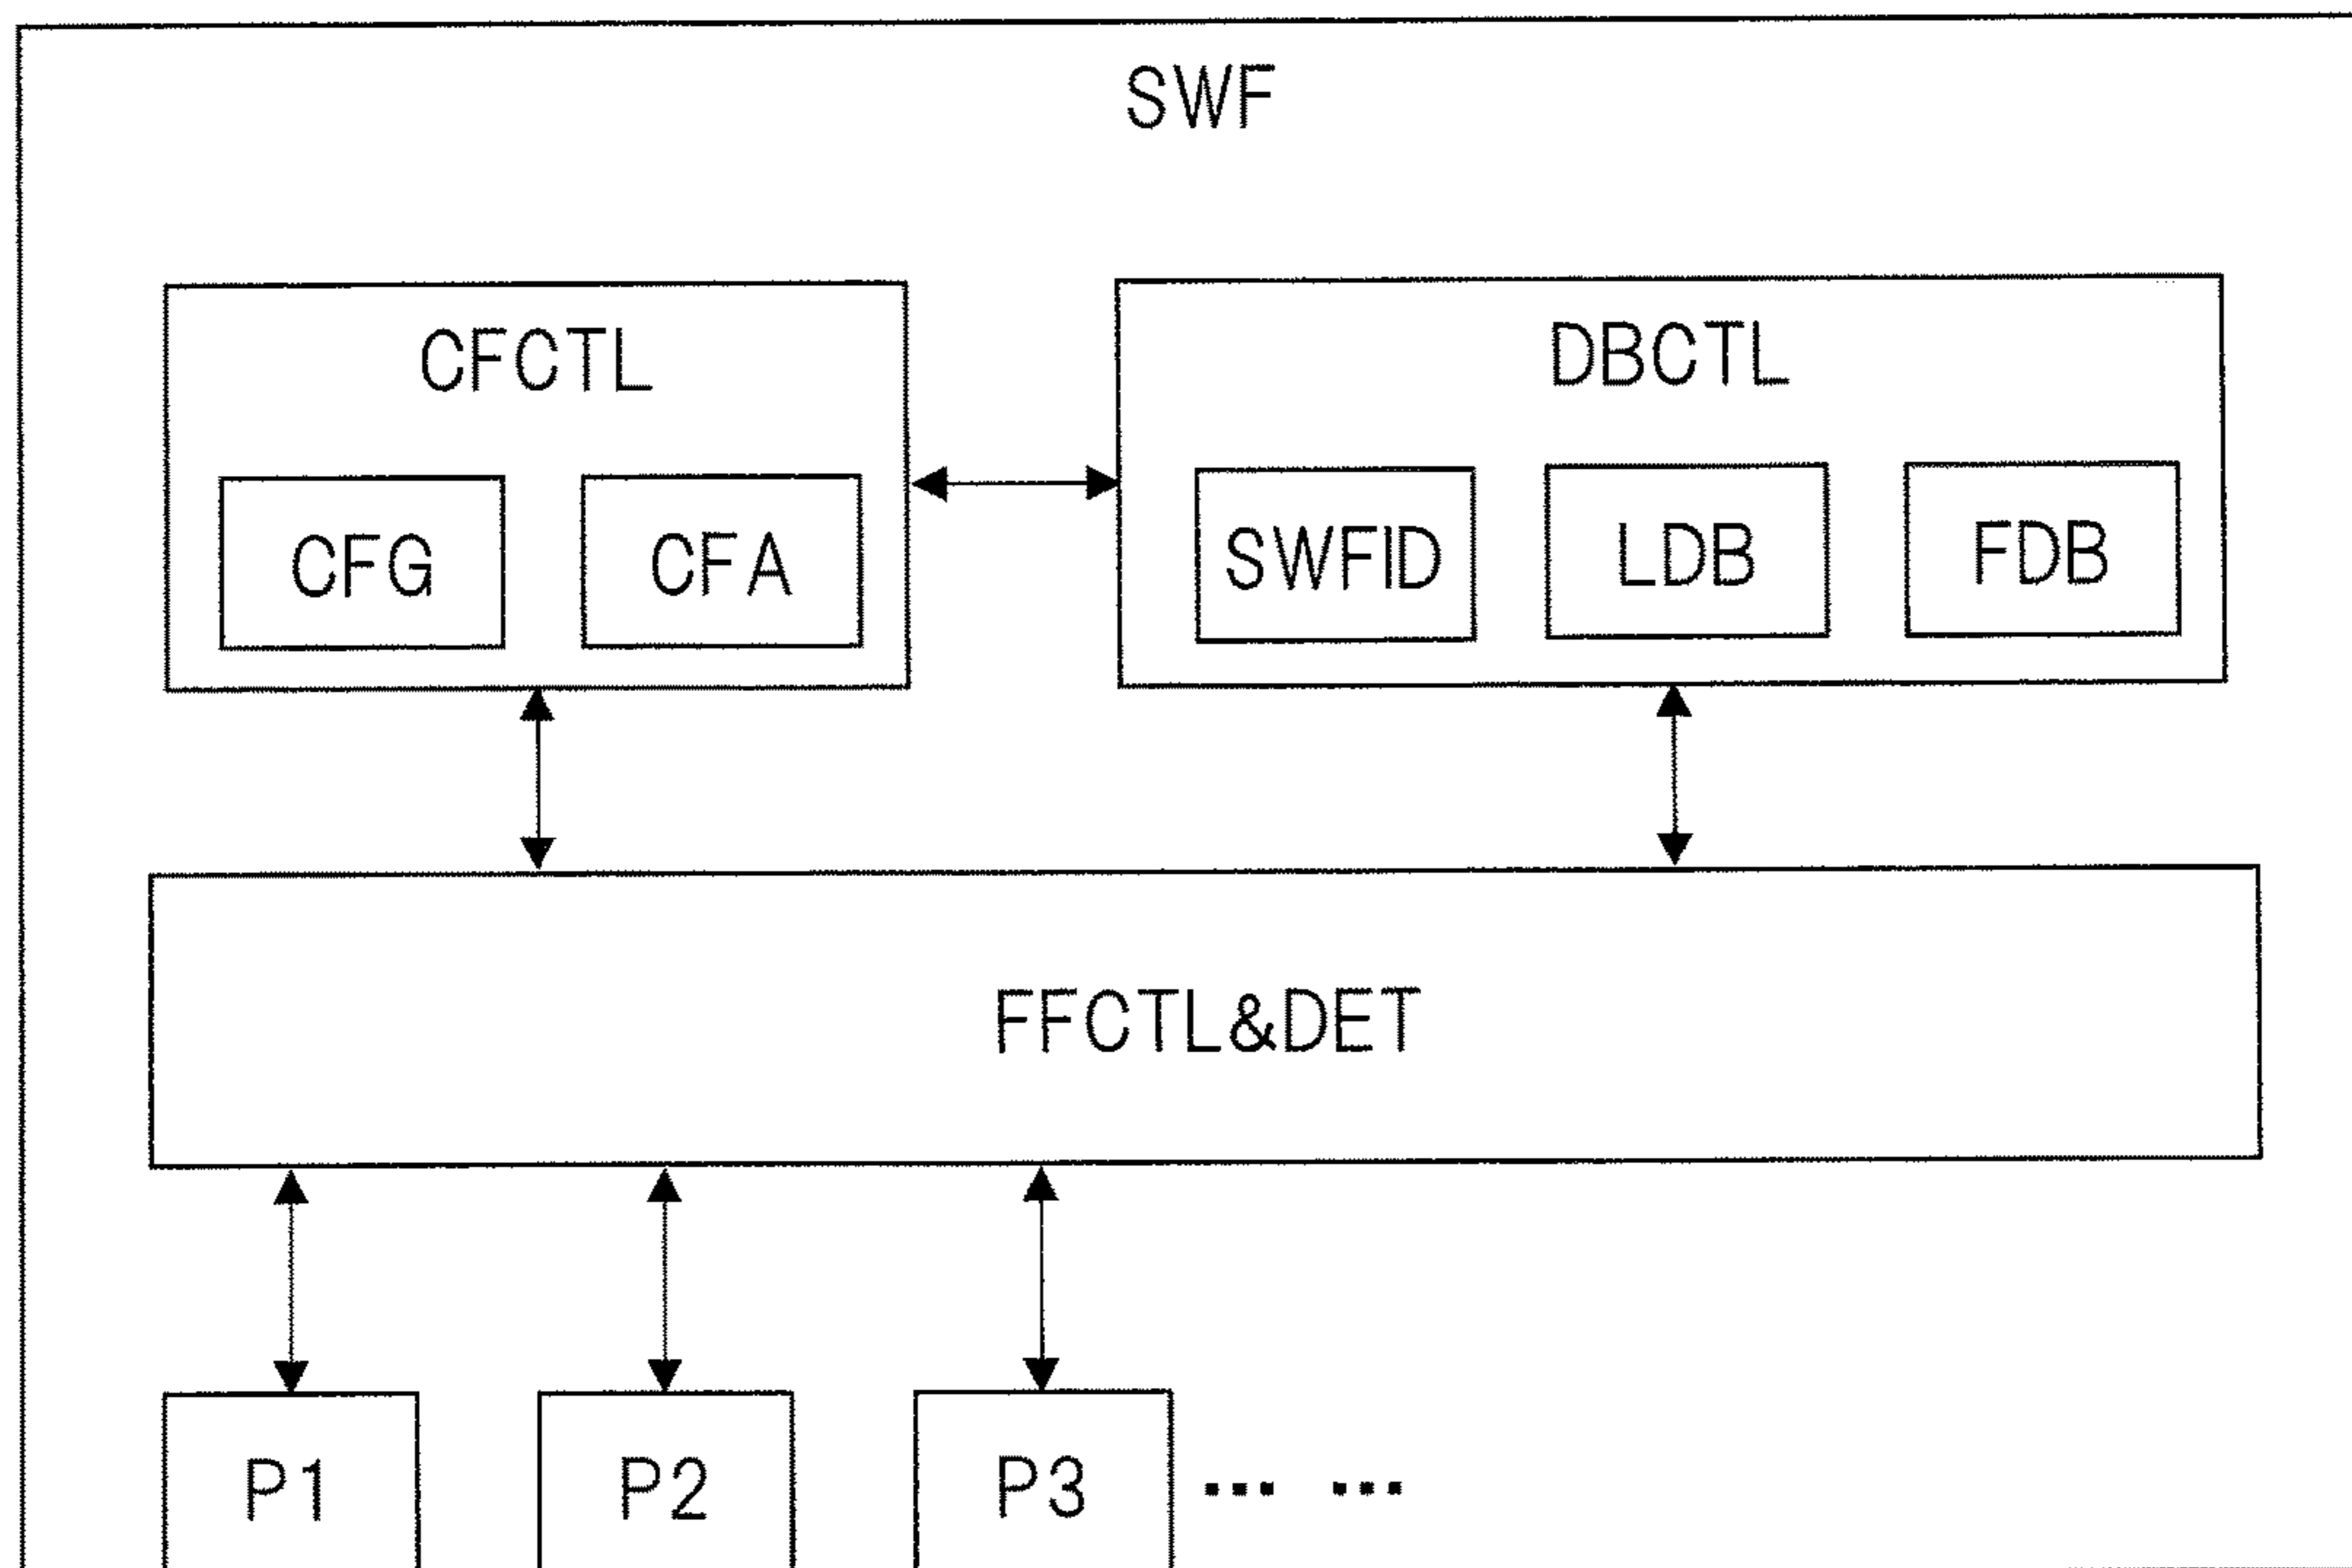 SWF
CFCTL
DBCTL
CFG
CFA
SWFID
LDB
FDB
FFCTL&DET
P1
P2
P3
... ...